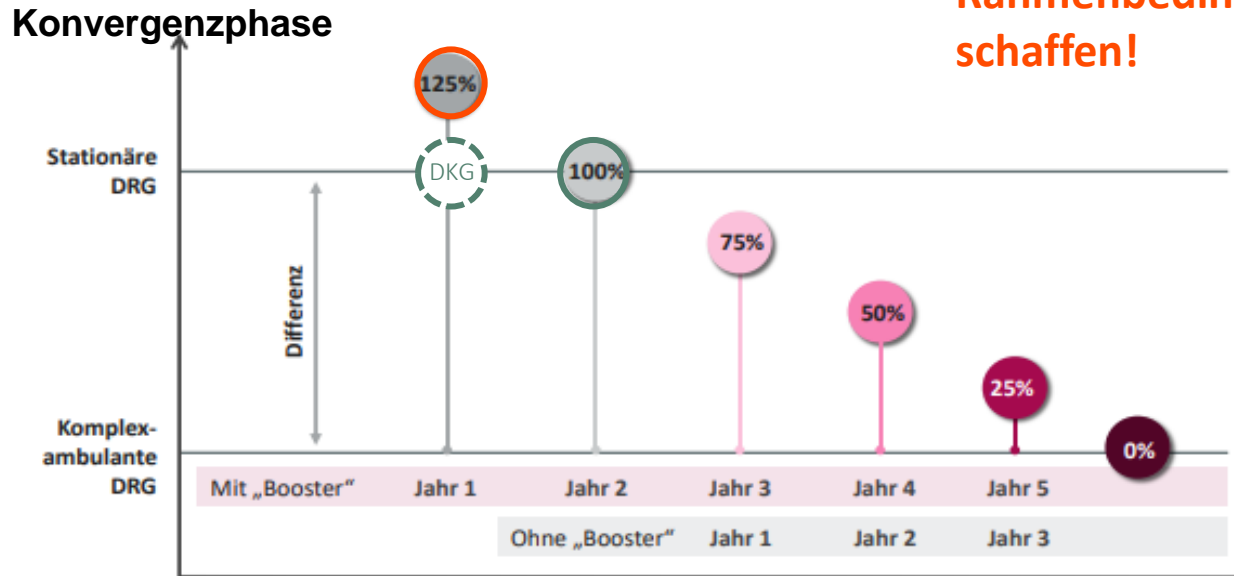 schaffen!
Konvergenzphase
125%
Stationäre
DRG
DKG
100%
75%
Differenz
50%
25%
Komplex-
ambulante
DRG
0%
Mit „Booster” Jahr 1 Jahr 2 Jahr 3 Jahr 4 Jahr 5
Ohne „Booster” Jahr 1 Jahr 2 Jahr 3